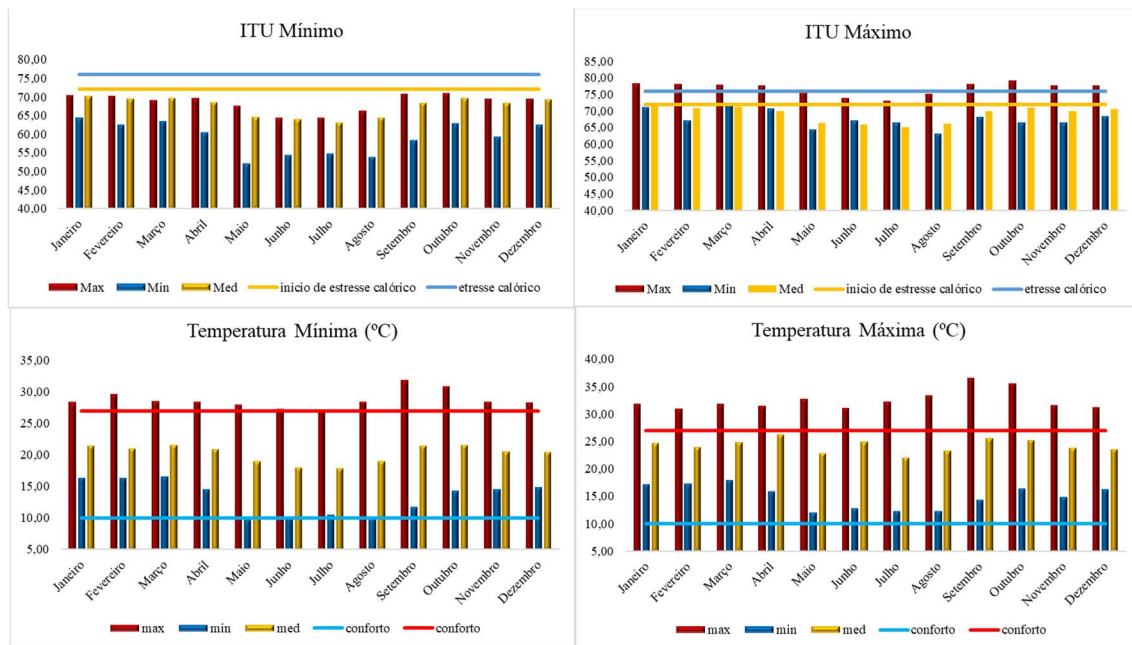 ITU Mínimo
80,00
75,00
70,00
65,00
60,00
55,00
50,00
45,00
40,00
Janeiro Fevereiro Março Abril Maio Junho Julho Agosto Setembro Outubro Novembro Dezembro
Max Min Med inicio de estresse calórico etresse calórico
ITU Máximo
85,00
80,00
75,00
70,00
65,00
60,00
55,00
50,00
45,00
40,00
Janeiro Fevereiro Março Abril Maio Junho Julho Agosto Setembro Outubro Novembro Dezembro
Max Min Med inicio de estresse calórico etresse calórico
Temperatura Mínima (ºC)
35,00
30,00
25,00
20,00
15,00
10,00
5,00
Janeiro Fevereiro Março Abril Maio Junho Julho Agosto Setembro Outubro Novembro Dezembro
max min med conforto conforto
Temperatura Máxima (ºC)
40,00
35,00
30,00
25,00
20,00
15,00
10,00
5,00
Janeiro Fevereiro Março Abril Maio Junho Julho Agosto Setembro Outubro Novembro Dezembro
max min med conforto conforto